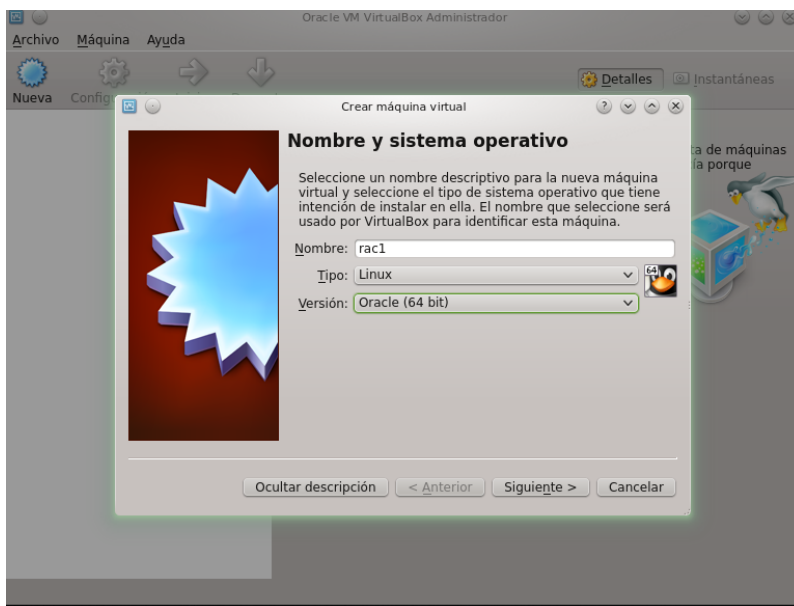 Oracle VM VirtualBox Administrador
Archivo Máquina Ayuda
Detalles Instantáneas
Nueva
Crear máquina virtual
Nombre y sistema operativo
Seleccione un nombre descriptivo para la nueva máquina
virtual y seleccione el tipo de sistema operativo que tiene
intención de instalar en ella. El nombre que seleccione será
usado por VirtualBox para identificar esta máquina.
Nombre: rac1
Tipo: Linux
64
Versión: Oracle (64 bit)
de máquinas
porque
Ocultar descripción < Anterior Siguiente > Cancelar